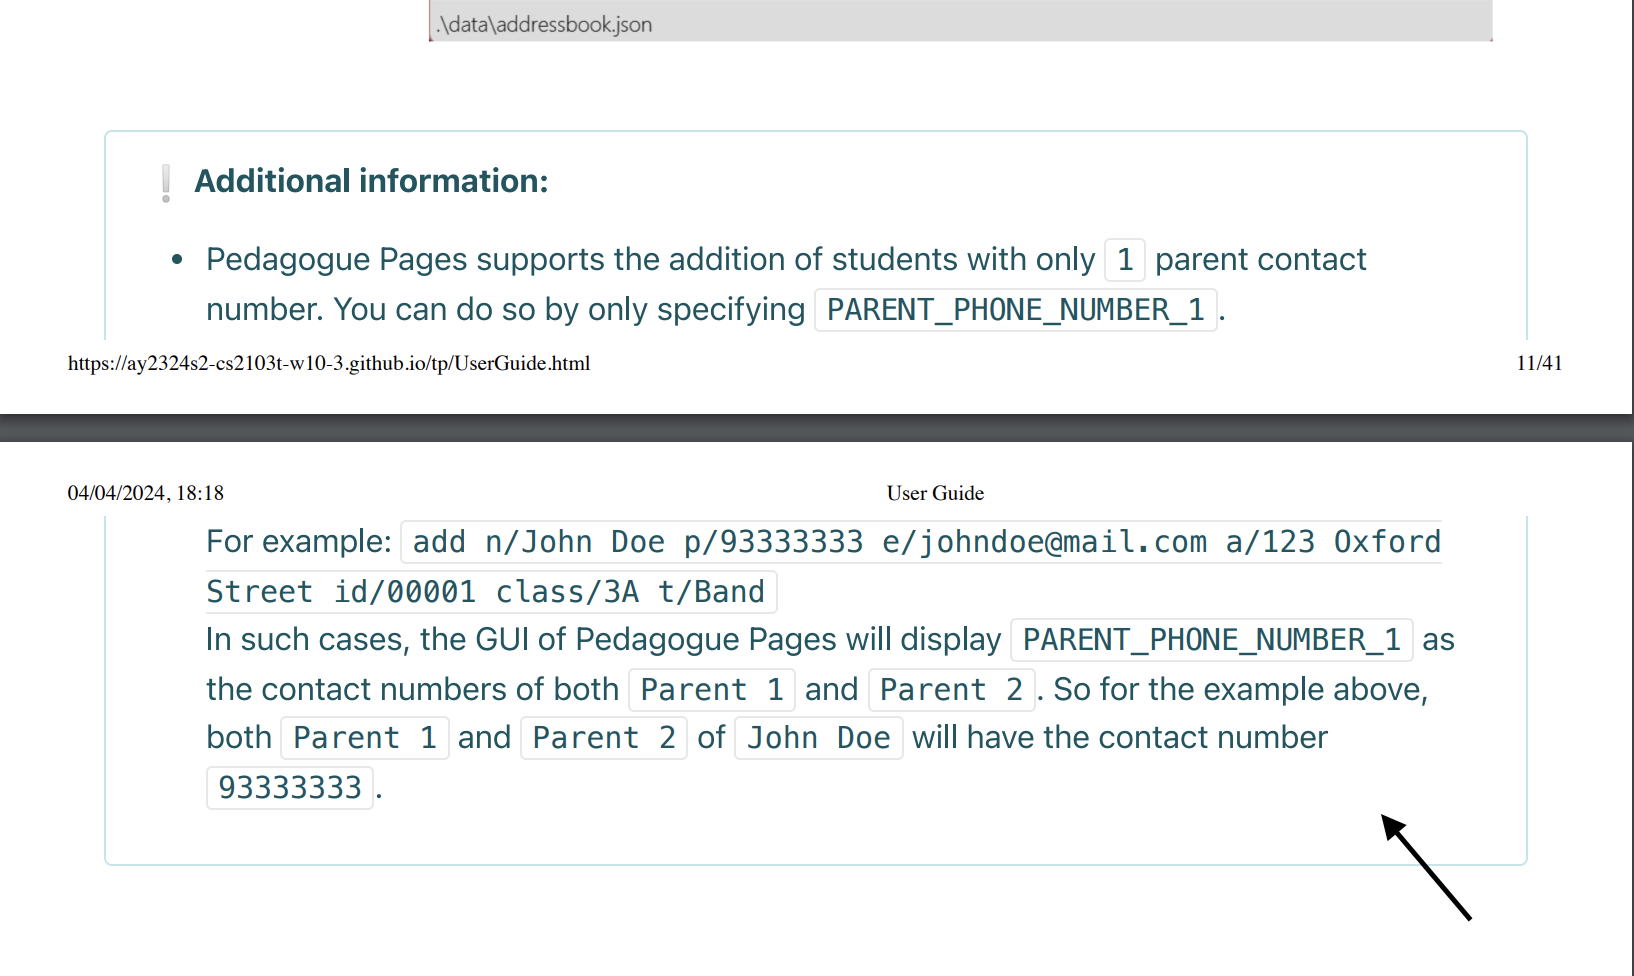 .\data\addressbook.json
❕ Additional information:
• Pedagogue Pages supports the addition of students with only 1 parent contact
number. You can do so by only specifying PARENT_PHONE_NUMBER_1.
https://ay2324s2-cs2103t-w10-3.github.io/tp/UserGuide.html 11/41
04/04/2024, 18:18 User Guide
For example: add n/John Doe p/93333333 e/johndoe@mail.com a/123 Oxford
Street id/00001 class/3A t/Band
In such cases, the GUI of Pedagogue Pages will display PARENT_PHONE_NUMBER_1 as
the contact numbers of both Parent 1 and Parent 2. So for the example above,
both Parent 1 and Parent 2 of John Doe will have the contact number
93333333.